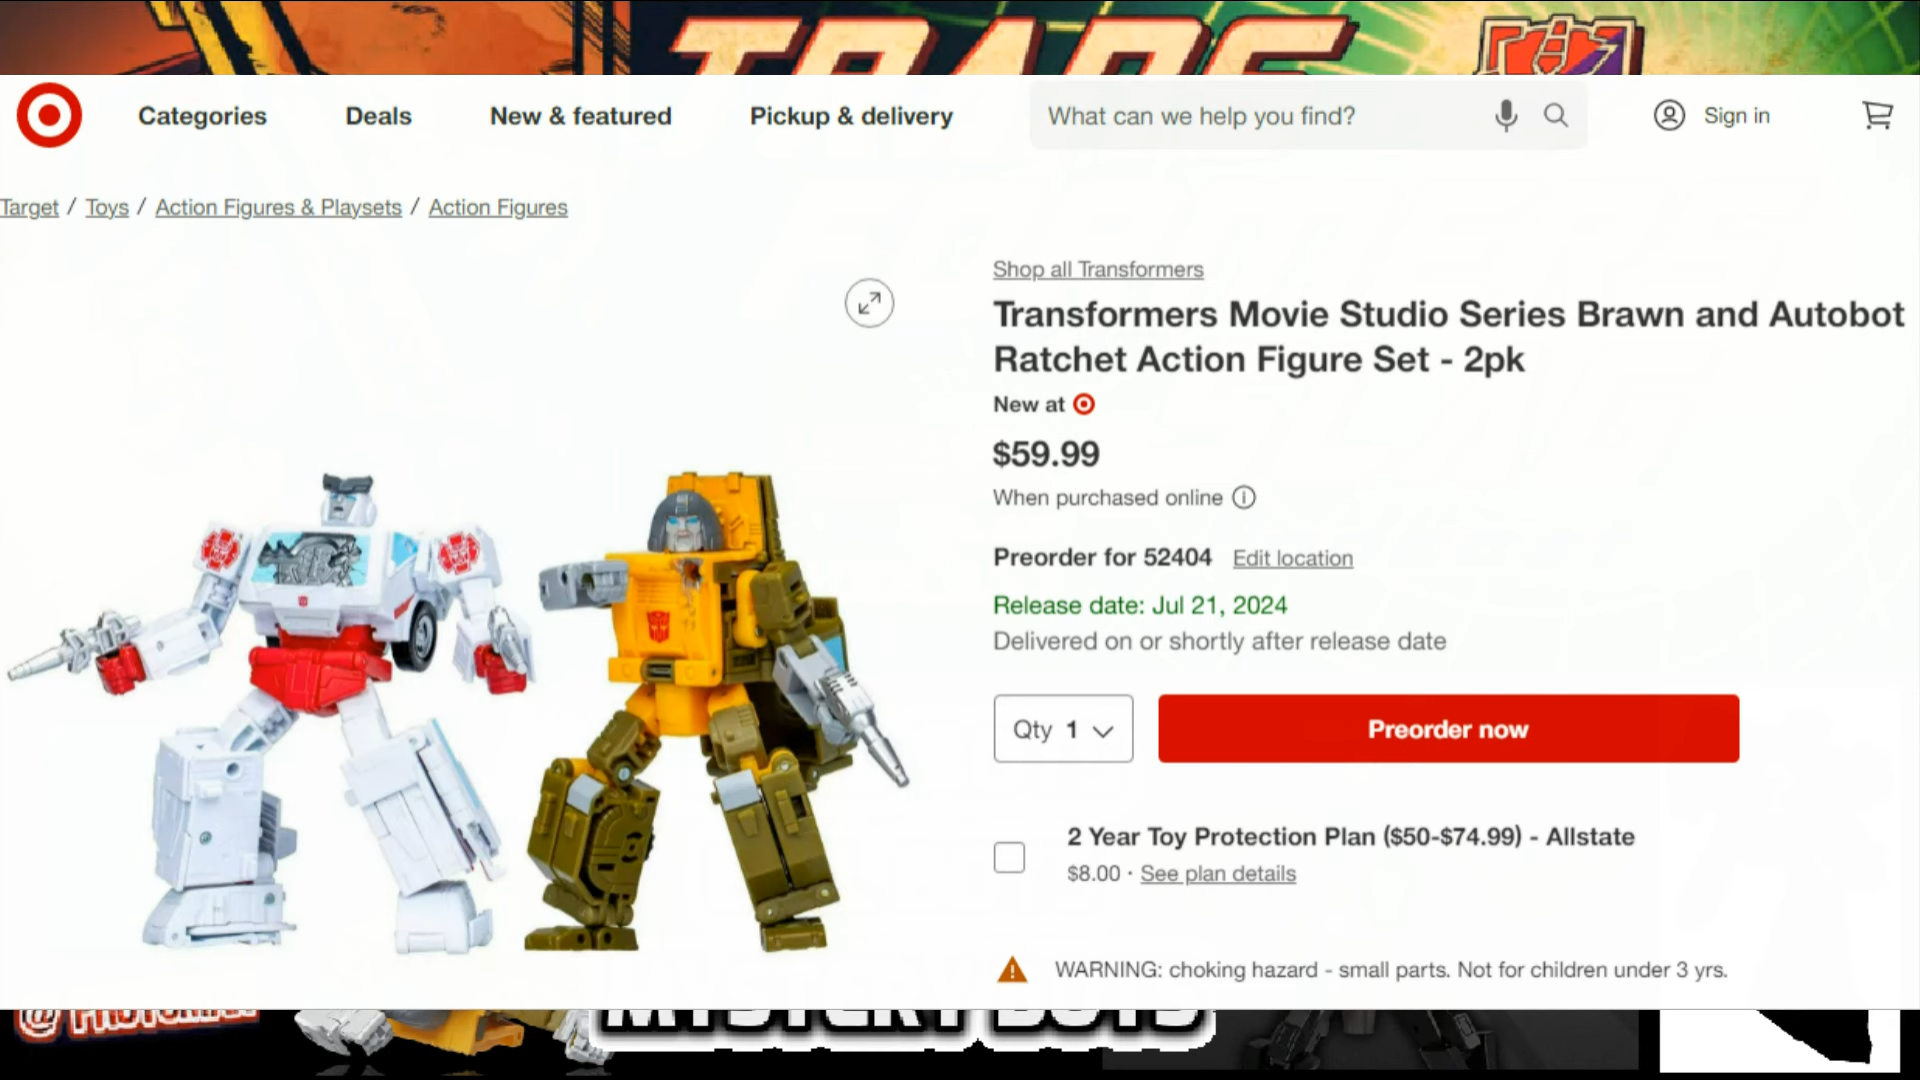 TRADE
Categories
Deals
New & featured
Pickup & delivery
What can we help you find?
Sign in
Target / Toys / Action Figures & Playsets / Action Figures
Shop all Transformers
Transformers Movie Studio Series Brawn and Autobot
Ratchet Action Figure Set - 2pk
New at
$59.99
When purchased online
Preorder for 52404 Edit location
Release date: Jul 21, 2024
Delivered on or shortly after release date
Qty 1
Preorder now
2 Year Toy Protection Plan ($50-$74.99) - Allstate
$8.00 · See plan details
WARNING: choking hazard - small parts. Not for children under 3 yrs.
MYSTERY BOTS